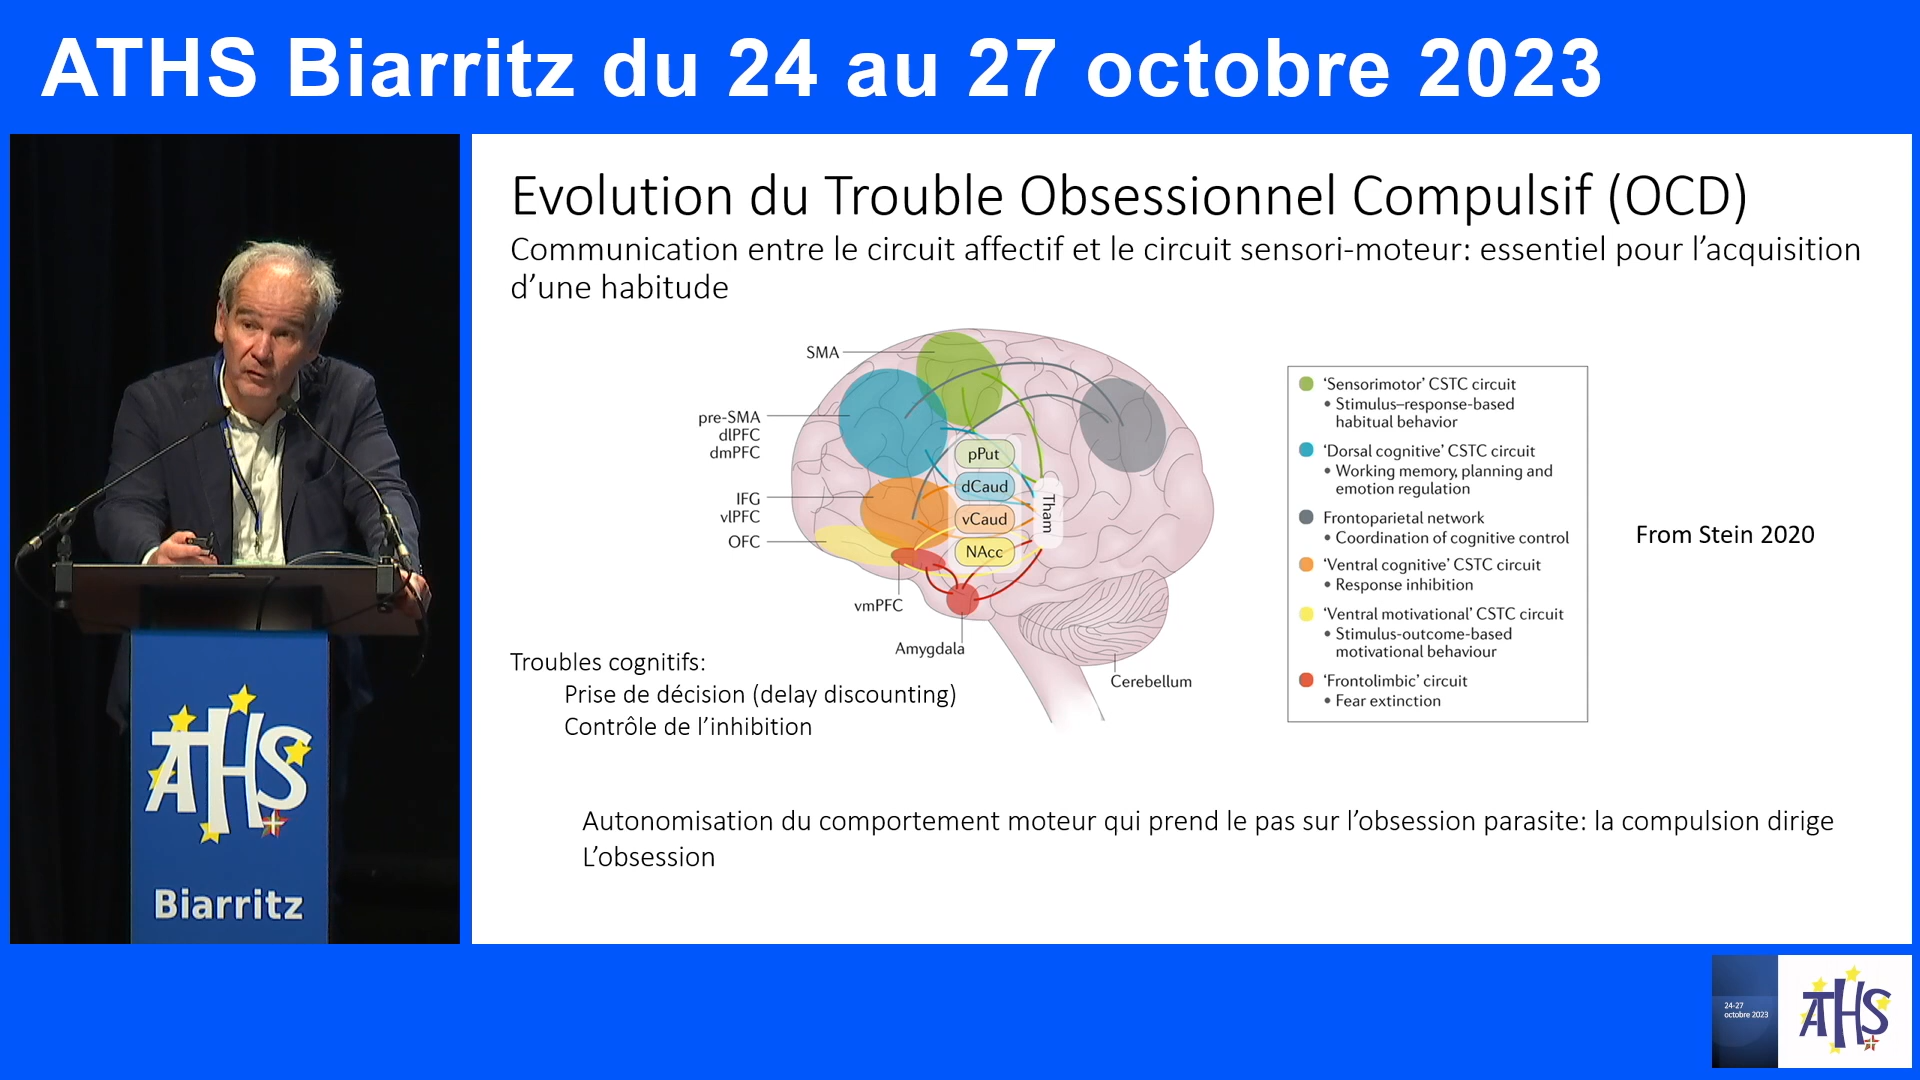 ATHS Biarritz du 24 au 27 octobre 2023
Evolution du Trouble Obsessionnel Compulsif (OCD)
Communication entre le circuit affectif et le circuit sensori-moteur: essentiel pour l’acquisition
d’une habitude
SMA
pre-SMA
dlPFC
dmPFC
IFG
vlPFC
OFC
vmPFC
Amygdala
Cerebellum
pPut
dCaud
vCaud
NAcc
Tham
‘Sensorimotor’ CSTC circuit
• Stimulus–response-based
habitual behavior
‘Dorsal cognitive’ CSTC circuit
• Working memory, planning and
emotion regulation
Frontoparietal network
• Coordination of cognitive control
‘Ventral cognitive’ CSTC circuit
• Response inhibition
‘Ventral motivational’ CSTC circuit
• Stimulus-outcome-based
motivational behaviour
‘Frontolimbic’ circuit
• Fear extinction
From Stein 2020
Troubles cognitifs:
Prise de décision (delay discounting)
Contrôle de l’inhibition
Autonomisation du comportement moteur qui prend le pas sur l’obsession parasite: la compulsion dirige
L’obsession
ATHS
Biarritz
24-27
octobre 2023
ATHS